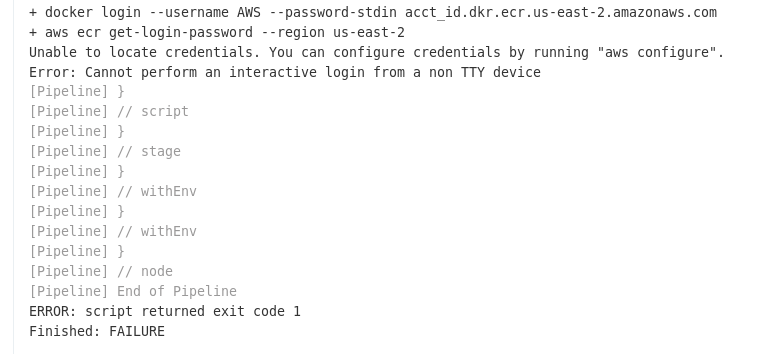 + docker login --username AWS --password-stdin acct_id.dkr.ecr.us-east-2.amazonaws.com
+ aws ecr get-login-password --region us-east-2
Unable to locate credentials. You can configure credentials by running "aws configure".
Error: Cannot perform an interactive login from a non TTY device
[Pipeline] }
[Pipeline] // script
[Pipeline] }
[Pipeline] // stage
[Pipeline] }
[Pipeline] // withEnv
[Pipeline] }
[Pipeline] // withEnv
[Pipeline] }
[Pipeline] // node
[Pipeline] End of Pipeline
ERROR: script returned exit code 1
Finished: FAILURE